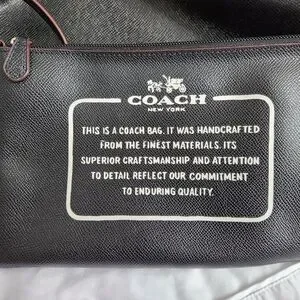 COACH
NEW YORK
THIS IS A COACH BAG. IT WAS HANDCRAFTED
FROM THE FINEST MATERIALS. ITS
SUPERIOR CRAFTSMANSHIP AND ATTENTION
TO DETAIL REFLECT OUR COMMITMENT
TO ENDURING QUALITY.